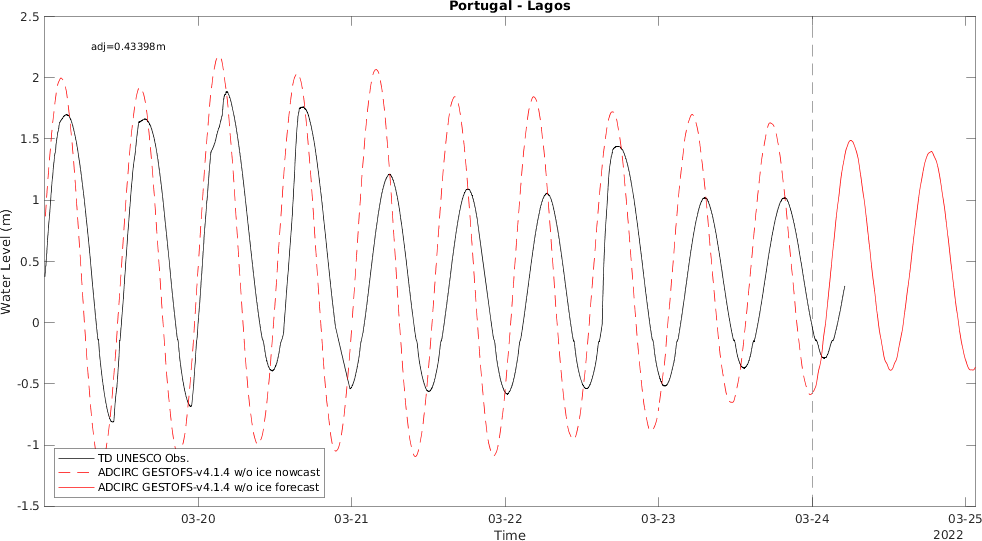 Portugal - Lagos
adj=0.43398m
2.5
2
1.5
1
0.5
0
-0.5
-1
-1.5
Water Level (m)
TD UNESCO Obs.
ADCIRC GESTOFS-v4.1.4 w/o ice nowcast
ADCIRC GESTOFS-v4.1.4 w/o ice forecast
03-20 03-21 03-22 03-23 03-24 03-25
Time
2022